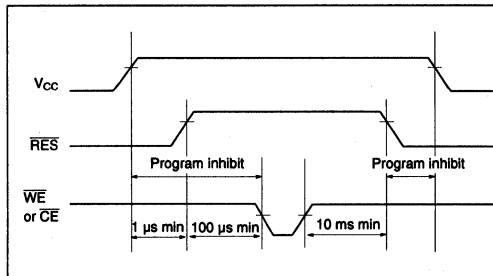 VCC
RES
Program inhibit
Program inhibit
WE
or CE
1 µs min
100 µs min
10 ms min